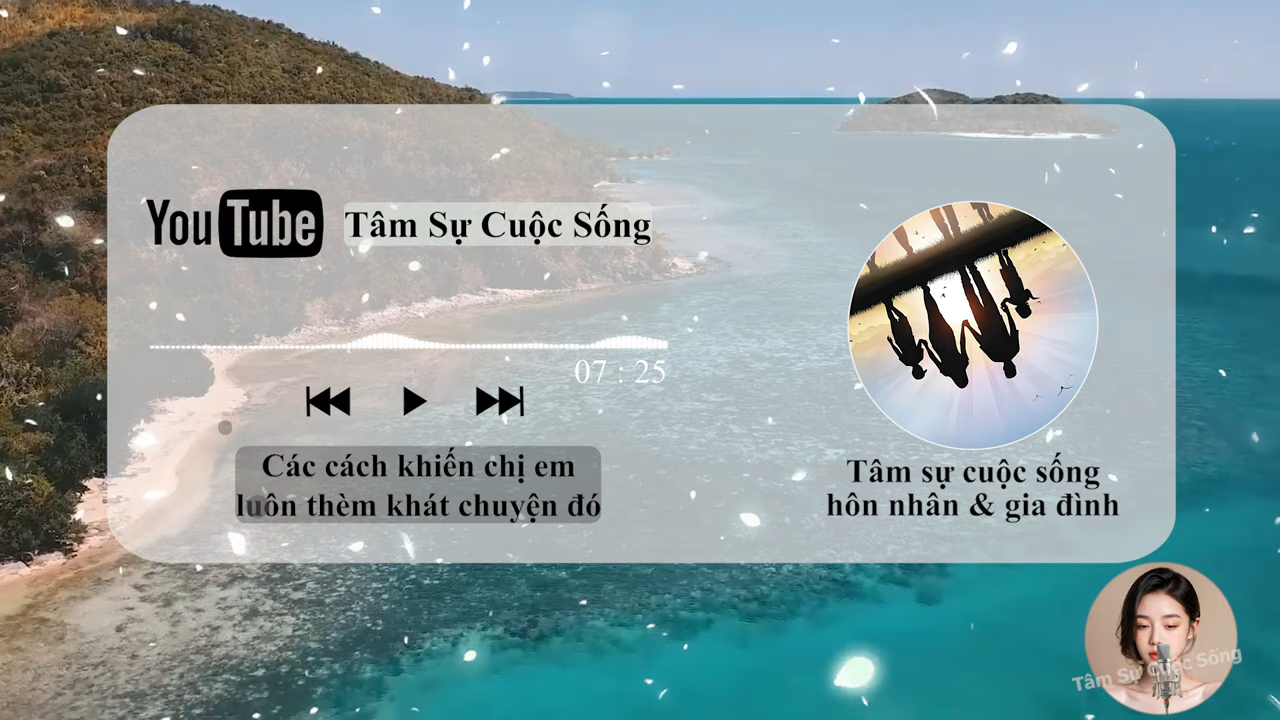 YouTube
Tâm Sự Cuộc Sống
07 : 25
Các cách khiến chị em
luôn thèm khát chuyện đó
Tâm sự cuộc sống
hôn nhân & gia đình
Tâm Sự Cuộc Sống